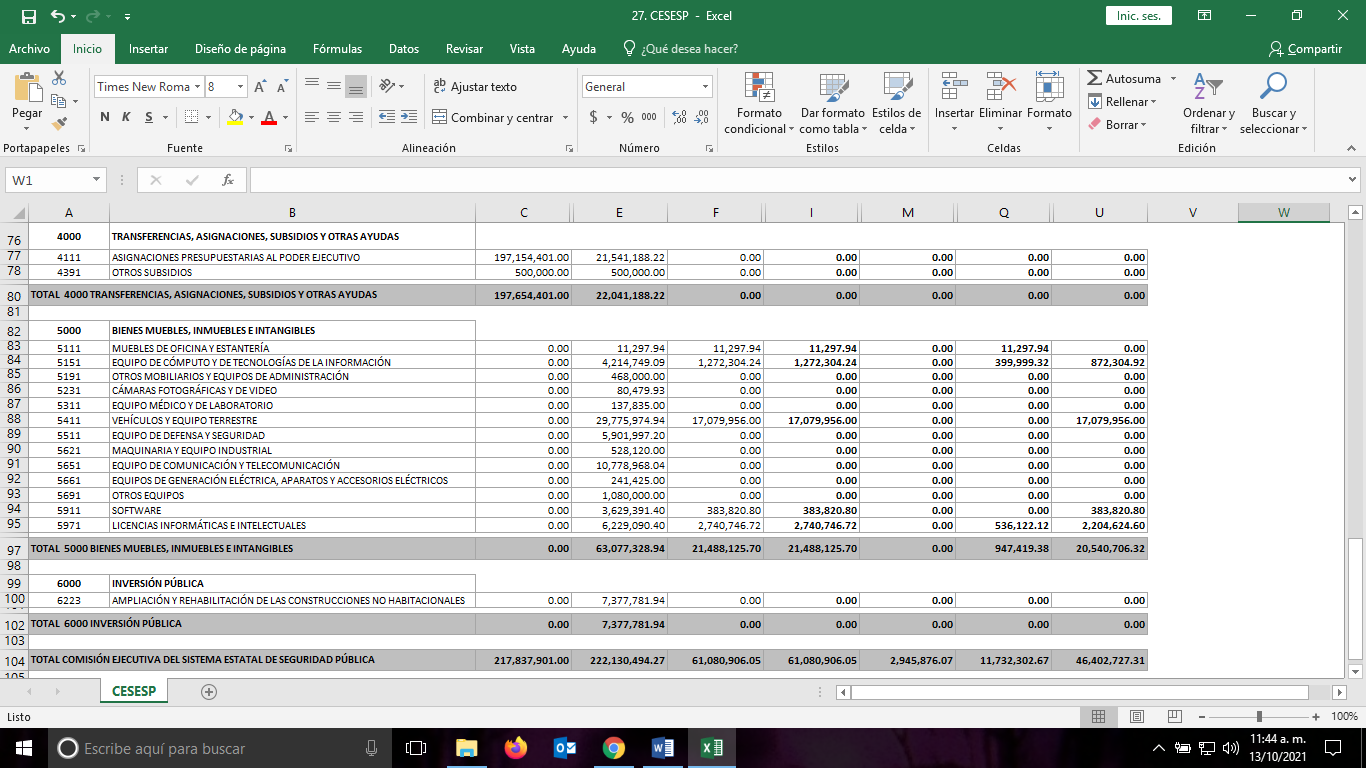 27. CESESP - Excel
Inic. ses.
Archivo Inicio Insertar Diseño de página Fórmulas Datos Revisar Vista Ayuda ¿Qué desea hacer? Compartir
Times New Roma 8 Ajustar texto General Autosuma
Pegar Rellenar
N K S Combinar y centrar $ % 000 Formato condicional Dar formato como tabla Estilos de celda Insertar Eliminar Formato Borrar Ordenar y filtrar Buscar y seleccionar
Portapapeles Fuente Alineación Número Estilos Celdas Edición
W1 fx
A B C E F I M Q U V W
76 4000 TRANSFERENCIAS, ASIGNACIONES, SUBSIDIOS Y OTRAS AYUDAS
77 4111 ASIGNACIONES PRESUPUESTARIAS AL PODER EJECUTIVO 197,154,401.00 21,541,188.22 0.00 0.00 0.00 0.00 0.00
78 4391 OTROS SUBSIDIOS 500,000.00 500,000.00 0.00 0.00 0.00 0.00 0.00
80 TOTAL 4000 TRANSFERENCIAS, ASIGNACIONES, SUBSIDIOS Y OTRAS AYUDAS 197,654,401.00 22,041,188.22 0.00 0.00 0.00 0.00 0.00
81
82 5000 BIENES MUEBLES, INMUEBLES E INTANGIBLES
83 5111 MUEBLES DE OFICINA Y ESTANTERÍA 0.00 11,297.94 11,297.94 11,297.94 0.00 11,297.94 0.00
84 5151 EQUIPO DE CÓMPUTO Y DE TECNOLOGÍAS DE LA INFORMACIÓN 0.00 4,214,749.09 1,272,304.24 1,272,304.24 0.00 399,999.32 872,304.92
85 5191 OTROS MOBILIARIOS Y EQUIPOS DE ADMINISTRACIÓN 0.00 468,000.00 0.00 0.00 0.00 0.00 0.00
86 5231 CÁMARAS FOTOGRÁFICAS Y DE VIDEO 0.00 80,479.93 0.00 0.00 0.00 0.00 0.00
87 5311 EQUIPO MÉDICO Y DE LABORATORIO 0.00 137,835.00 0.00 0.00 0.00 0.00 0.00
88 5411 VEHÍCULOS Y EQUIPO TERRESTRE 0.00 29,775,974.94 17,079,956.00 17,079,956.00 0.00 0.00 17,079,956.00
89 5511 EQUIPO DE DEFENSA Y SEGURIDAD 0.00 5,901,997.20 0.00 0.00 0.00 0.00 0.00
90 5621 MAQUINARIA Y EQUIPO INDUSTRIAL 0.00 528,120.00 0.00 0.00 0.00 0.00 0.00
91 5651 EQUIPO DE COMUNICACIÓN Y TELECOMUNICACIÓN 0.00 10,778,968.04 0.00 0.00 0.00 0.00 0.00
92 5661 EQUIPOS DE GENERACIÓN ELÉCTRICA, APARATOS Y ACCESORIOS ELÉCTRICOS 0.00 241,425.00 0.00 0.00 0.00 0.00 0.00
93 5691 OTROS EQUIPOS 0.00 1,080,000.00 0.00 0.00 0.00 0.00 0.00
94 5911 SOFTWARE 0.00 3,629,391.40 383,820.80 383,820.80 0.00 0.00 383,820.80
95 5971 LICENCIAS INFORMÁTICAS E INTELECTUALES 0.00 6,229,090.40 2,740,746.72 2,740,746.72 0.00 536,122.12 2,204,624.60
97 TOTAL 5000 BIENES MUEBLES, INMUEBLES E INTANGIBLES 0.00 63,077,328.94 21,488,125.70 21,488,125.70 0.00 947,419.38 20,540,706.32
98
99 6000 INVERSIÓN PÚBLICA
100 6223 AMPLIACIÓN Y REHABILITACIÓN DE LAS CONSTRUCCIONES NO HABITACIONALES 0.00 7,377,781.94 0.00 0.00 0.00 0.00 0.00
102 TOTAL 6000 INVERSIÓN PÚBLICA 0.00 7,377,781.94 0.00 0.00 0.00 0.00 0.00
103
104 TOTAL COMISIÓN EJECUTIVA DEL SISTEMA ESTATAL DE SEGURIDAD PÚBLICA 217,837,901.00 222,130,494.27 61,080,906.05 61,080,906.05 2,945,876.07 11,732,302.67 46,402,727.31
105
CESESP
Listo 100%
Escribe aquí para buscar
11:44 a. m.
13/10/2021